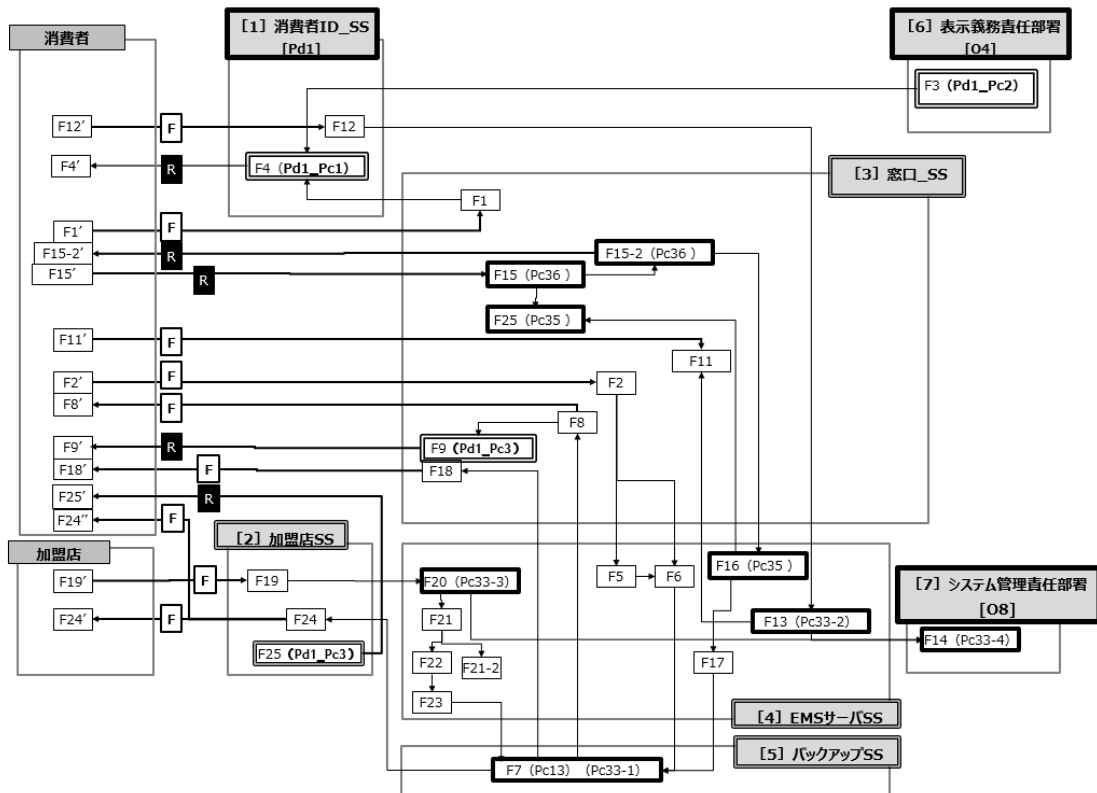 消費者
[1] 消費者ID_SS
[Pd1]
[6] 表示義務責任部署
[O4]
F3 (Pd1_Pc2)
F12′
F
F12
F4′
R
F4 (Pd1_Pc1)
[3] 窓口_SS
F1
F1′
F
F15-2′
R
F15-2 (Pc36 )
F15′
R
F15 (Pc36 )
F25 (Pc35 )
F11′
F
F11
F2′
F
F2
F8′
F
F8
F9′
R
F9 (Pd1_Pc3)
F18′
F
F18
F25′
R
F24″
F
[2] 加盟店SS
加盟店
F19′
F
F19
F20 (Pc33-3)
F5
F6
F16 (Pc35 )
[7] システム管理責任部署
[O8]
F24′
F
F24
F21
F13 (Pc33-2)
F14 (Pc33-4)
F25 (Pd1_Pc3)
F22
F21-2
F17
F23
[4] EMSサーバSS
[5] バックアップSS
F7 (Pc13) (Pc33-1)